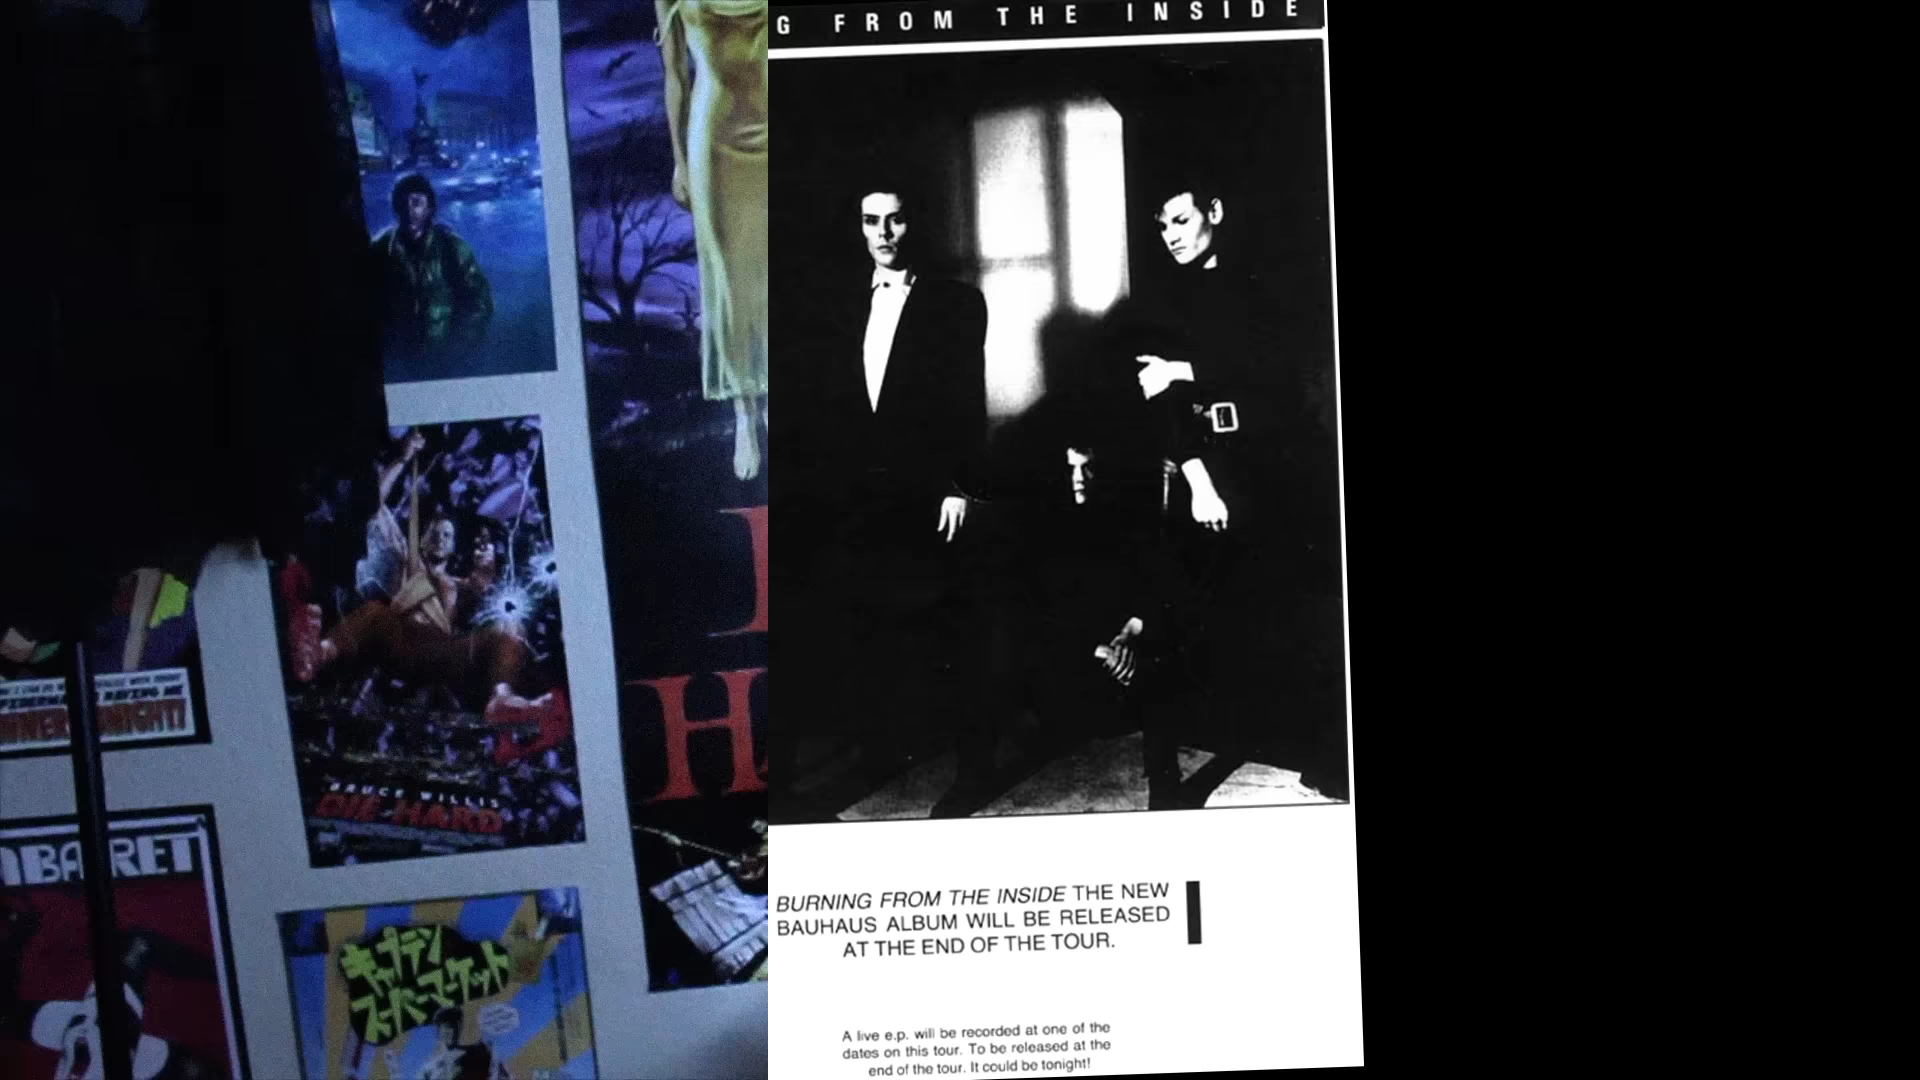 G FROM THE INSIDE
DINNER TONIGHT!
BRUCE WILLIS
DIE HARD
H
BARET
キャプテン
スーパーマーケット
BURNING FROM THE INSIDE THE NEW
BAUHAUS ALBUM WILL BE RELEASED
AT THE END OF THE TOUR.
A live e.p. will be recorded at one of the
dates on this tour. To be released at the
end of the tour. It could be tonight!